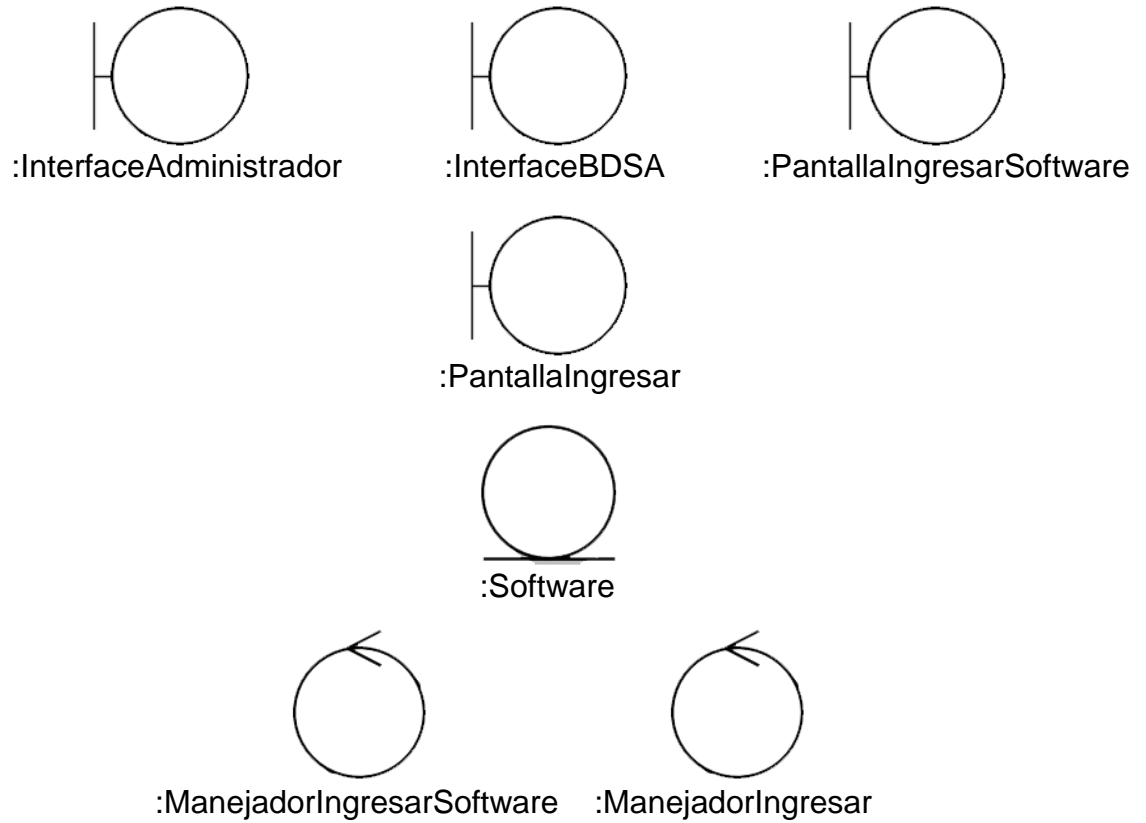 :InterfaceAdministrador :InterfaceBDSA :PantallaIngresarSoftware
:PantallaIngresar
:Software
:ManejadorIngresarSoftware :ManejadorIngresar